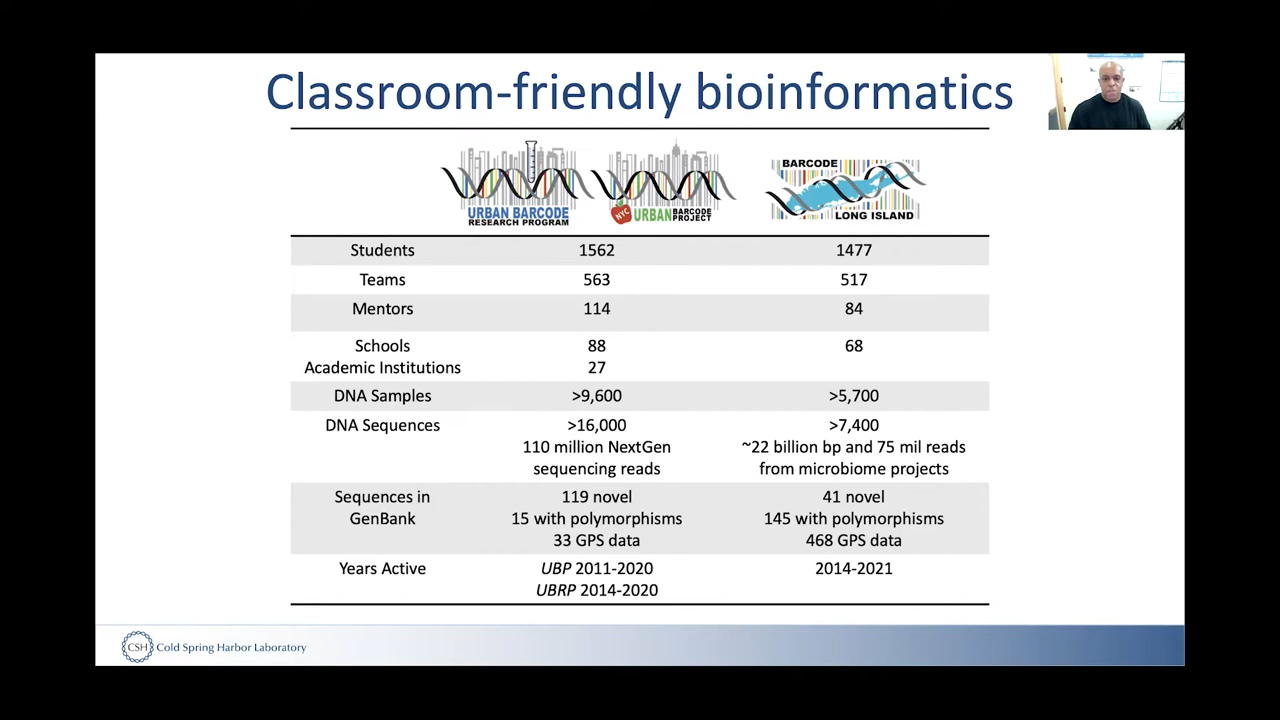 Classroom-friendly bioinformatics
URBAN BARCODE
RESEARCH PROGRAM
NYC URBAN BARCODE
PROJECT
BARCODE
LONG ISLAND
Students 1562 1477
Teams 563 517
Mentors 114 84
Schools 88 68
Academic Institutions 27
DNA Samples >9,600 >5,700
DNA Sequences >16,000 >7,400
110 million NextGen ~22 billion bp and 75 mil reads
sequencing reads from microbiome projects
Sequences in 119 novel 41 novel
GenBank 15 with polymorphisms 145 with polymorphisms
33 GPS data 468 GPS data
Years Active UBP 2011-2020 2014-2021
UBRP 2014-2020
CSH Cold Spring Harbor Laboratory